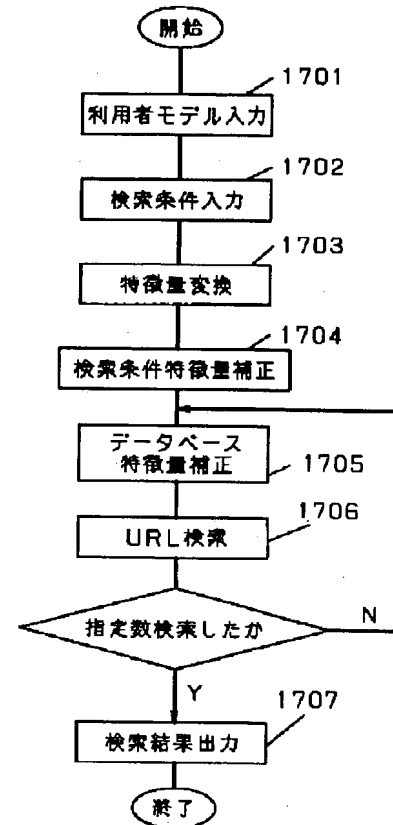 開始
1701
利用者モデル入力
1702
検索条件入力
1703
特徴量変換
1704
検索条件特徴量補正
データベース
特徴量補正
1705
1706
URL検索
指定数検索したか
N
Y
1707
検索結果出力
終了